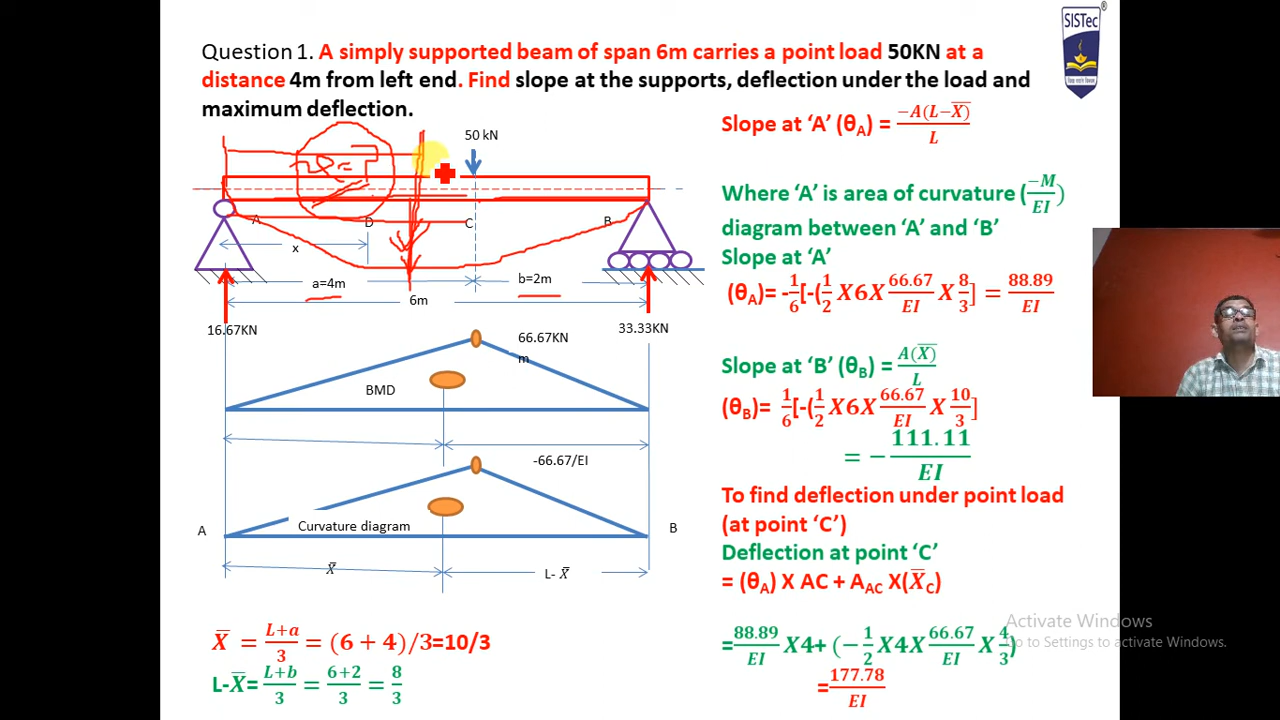 Question 1. A simply supported beam of span 6m carries a point load 50KN at a
distance 4m from left end. Find slope at the supports, deflection under the load and
maximum deflection.
SISTec
®
50 kN
A
D
C
B
x
a=4m
b=2m
6m
16.67KN
33.33KN
66.67KN
m
BMD
-66.67/EI
A
Curvature diagram
B
X̅
L- X̅
X̅ = (L+a)/3 = (6 + 4)/3=10/3
L-X̅= (L+b)/3 = (6+2)/3 = 8/3
Slope at ‘A’ (θA) = −A(L−X̅)/L
Where ‘A’ is area of curvature (−M/EI)
diagram between ‘A’ and ‘B’
Slope at ‘A’
(θA)= -1/6[-(1/2 X6X 66.67/EI X 8/3] = 88.89/EI
Slope at ‘B’ (θB) = A(X̅)/L
(θB)= 1/6[-(1/2 X6X 66.67/EI X 10/3]
= − 111.11/EI
To find deflection under point load
(at point ‘C’)
Deflection at point ‘C’
= (θA) X AC + AAC X(X̅C)
= 88.89/EI X4+ (−1/2 X4X 66.67/EI X 4/3)
= 177.78/EI
Activate Windows
Go to Settings to activate Windows.